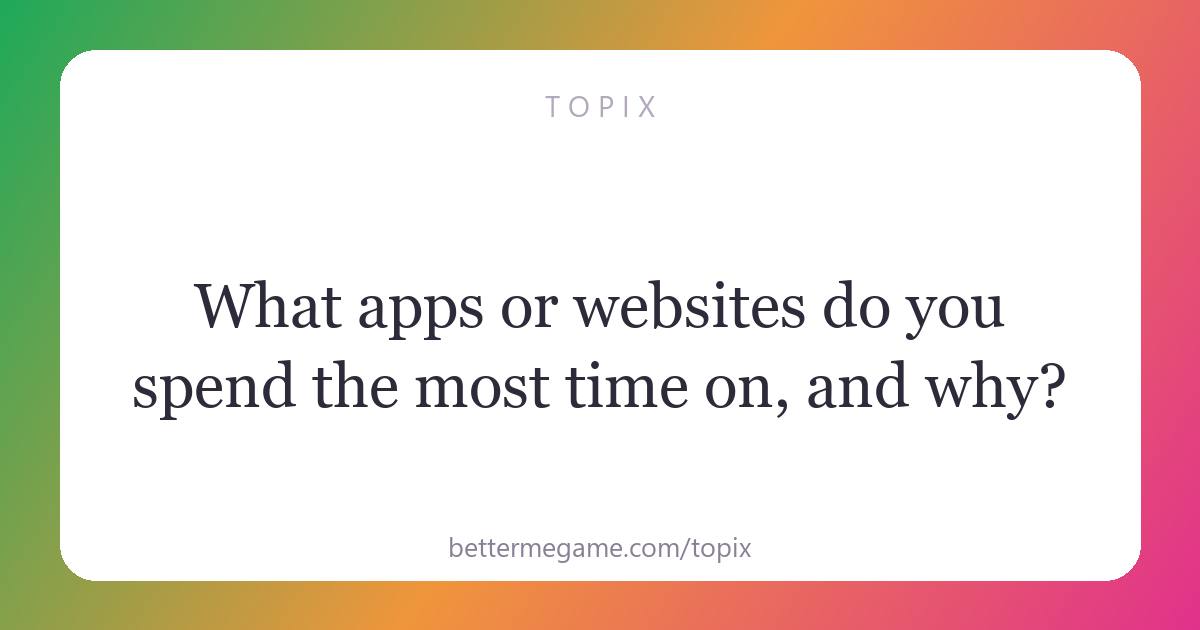 TOPIX
What apps or websites do you
spend the most time on, and why?
bettermegame.com/topix